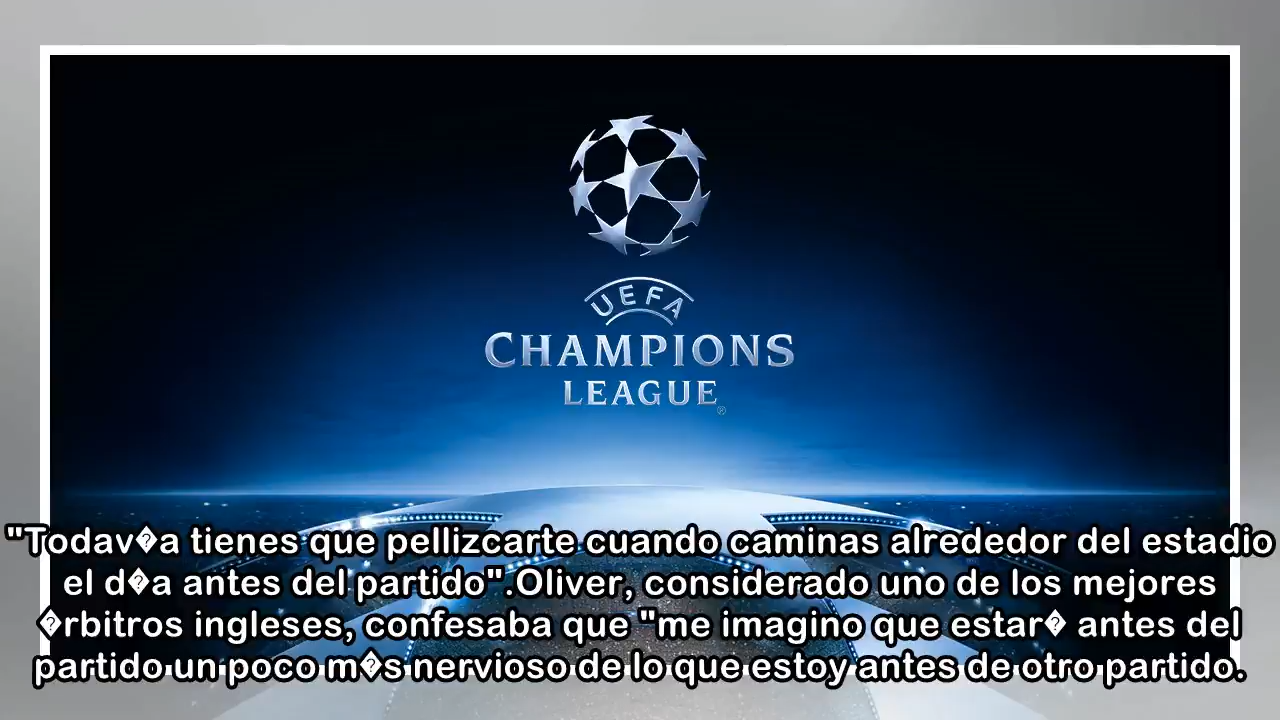 UEFA
CHAMPIONS
LEAGUE®
"Todav�a tienes que pellizcarte cuando caminas alrededor del estadio
el d�a antes del partido".Oliver, considerado uno de los mejores
�rbitros ingleses, confesaba que "me imagino que estar� antes del
partido un poco m�s nervioso de lo que estoy antes de otro partido.